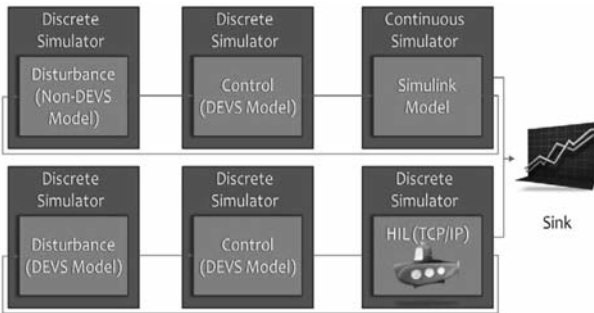 Discrete
Simulator
Disturbance
(Non-DEVS
Model)
Discrete
Simulator
Control
(DEVS Model)
Continuous
Simulator
Simulink
Model
Discrete
Simulator
Disturbance
(DEVS Model)
Discrete
Simulator
Control
(DEVS Model)
Discrete
Simulator
HIL (TCP/IP)
Sink